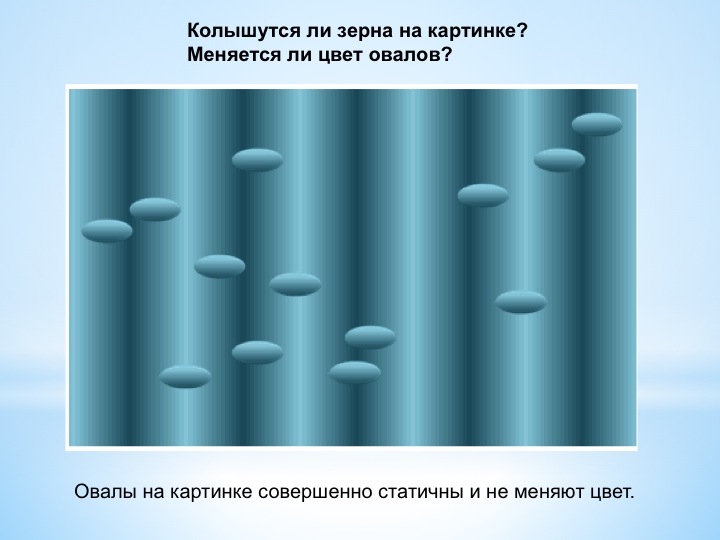 Колышутся ли зерна на картинке?
Меняется ли цвет овалов?
Овалы на картинке совершенно статичны и не меняют цвет.